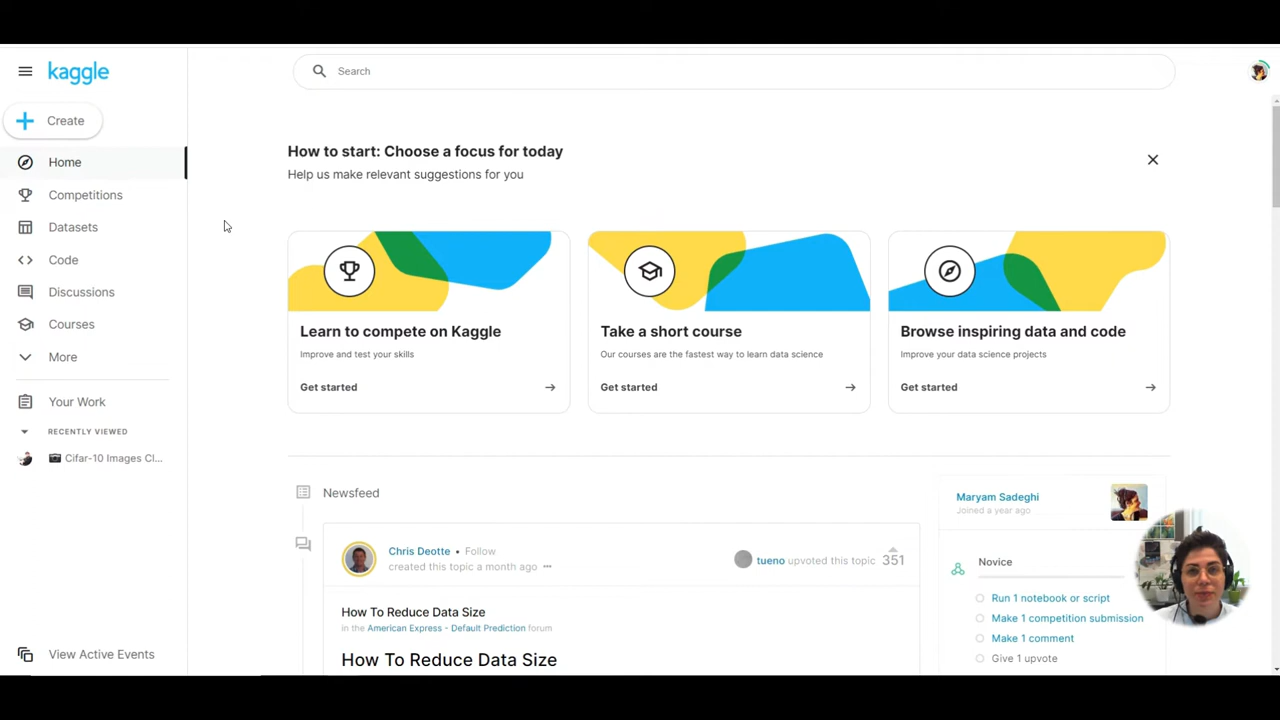 kaggle
Search
Create
Home
Competitions
Datasets
Code
Discussions
Courses
More
Your Work
RECENTLY VIEWED
Cifar-10 Images Cl...
View Active Events
How to start: Choose a focus for today
Help us make relevant suggestions for you
Learn to compete on Kaggle
Improve and test your skills
Get started
Take a short course
Our courses are the fastest way to learn data science
Get started
Browse inspiring data and code
Improve your data science projects
Get started
Newsfeed
Chris Deotte • Follow
created this topic a month ago •••
tueno upvoted this topic
351
How To Reduce Data Size
in the American Express - Default Prediction forum
How To Reduce Data Size
Maryam Sadeghi
Joined a year ago
Novice
Run 1 notebook or script
Make 1 competition submission
Make 1 comment
Give 1 upvote